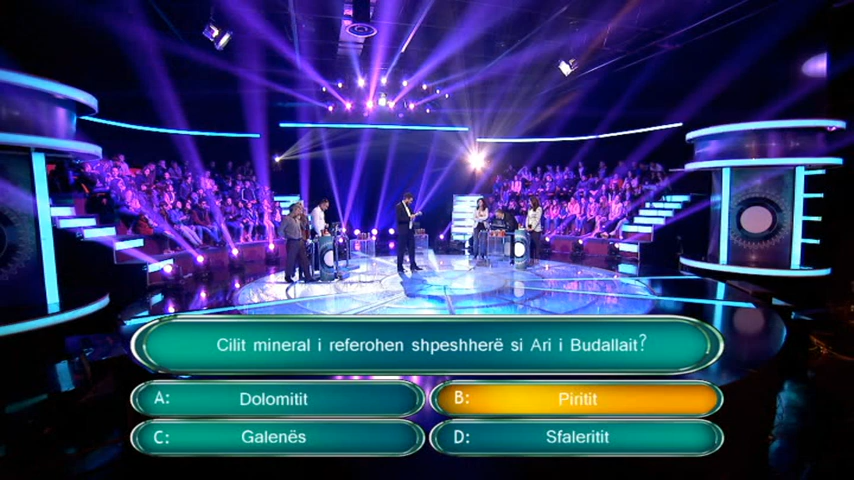 Cilit mineral i referohen shpeshherë si Ari i Budallait?
A: Dolomitit
B: Piritit
C: Galenës
D: Sfaleritit